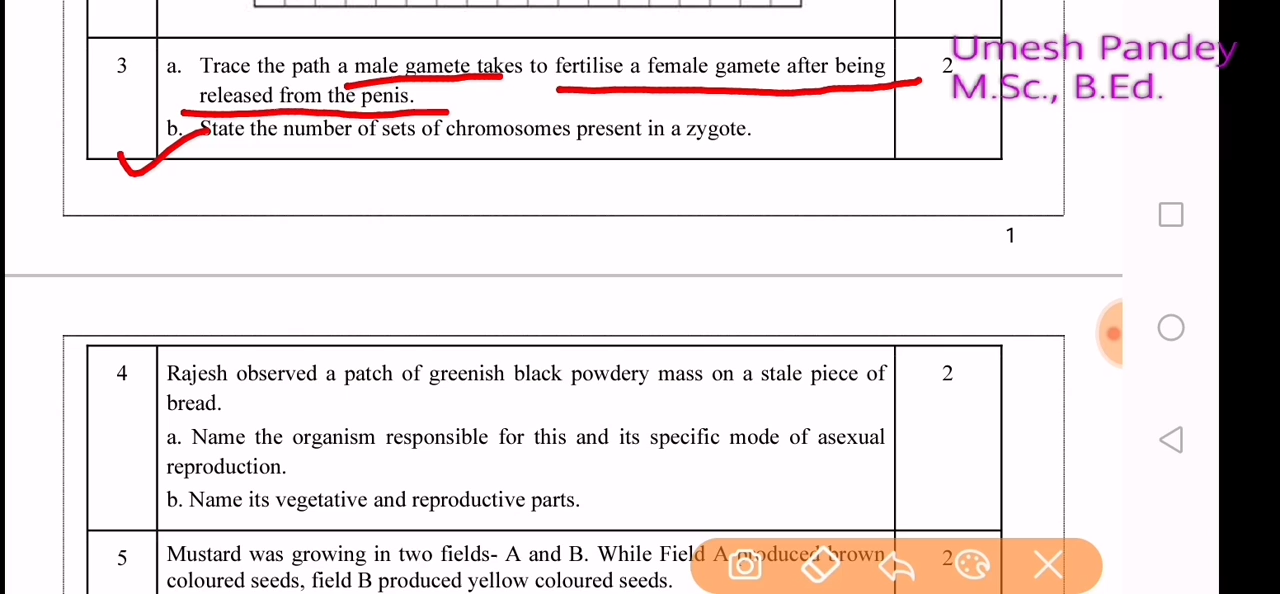 3
a. Trace the path a male gamete takes to fertilise a female gamete after being
released from the penis.
b. State the number of sets of chromosomes present in a zygote.
2
Umesh Pandey
M.Sc., B.Ed.
1
4
Rajesh observed a patch of greenish black powdery mass on a stale piece of
bread.
a. Name the organism responsible for this and its specific mode of asexual
reproduction.
b. Name its vegetative and reproductive parts.
2
5
Mustard was growing in two fields- A and B. While Field A produced brown
coloured seeds, field B produced yellow coloured seeds.
2